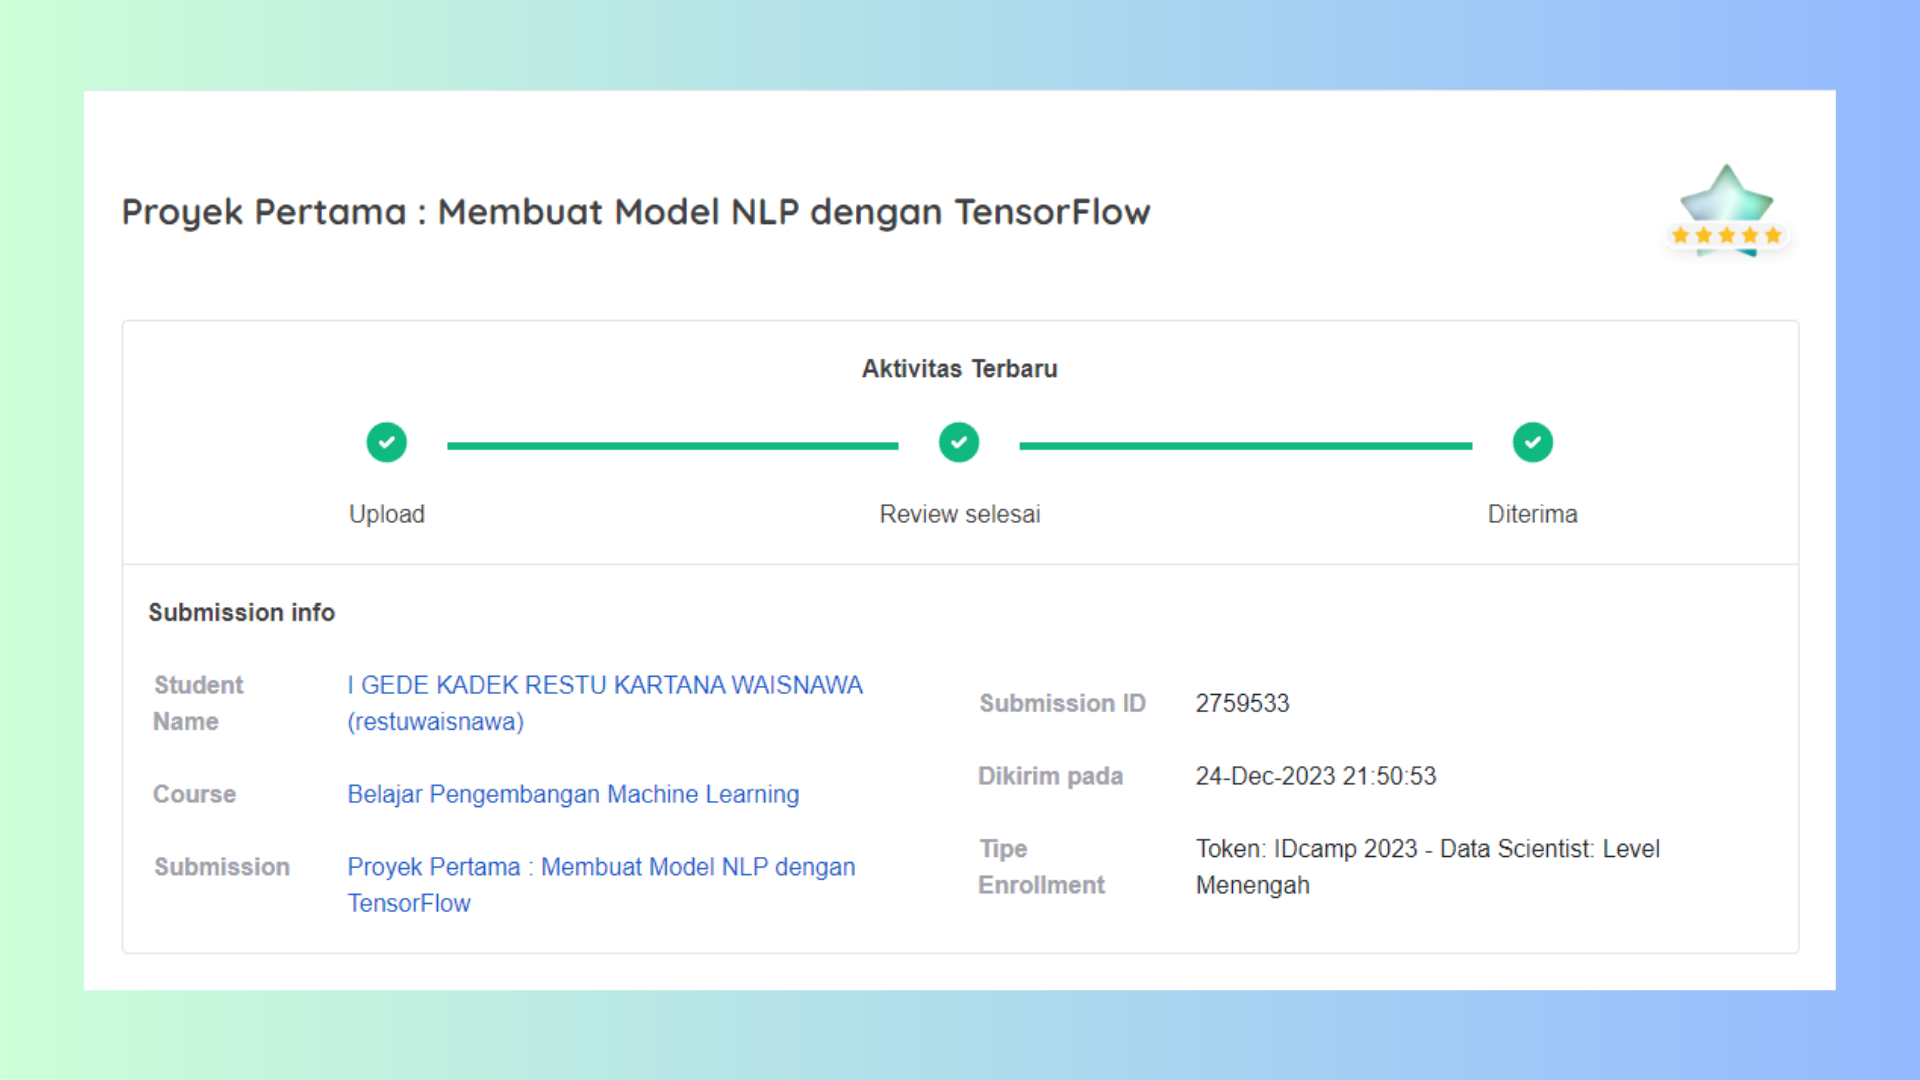 Proyek Pertama : Membuat Model NLP dengan TensorFlow
Aktivitas Terbaru
Upload
Review selesai
Diterima
Submission info
Student
Name
I GEDE KADEK RESTU KARTANA WAISNAWA
(restuwaisnawa)
Course
Belajar Pengembangan Machine Learning
Submission
Proyek Pertama : Membuat Model NLP dengan
TensorFlow
Submission ID
2759533
Dikirim pada
24-Dec-2023 21:50:53
Tipe
Enrollment
Token: IDcamp 2023 - Data Scientist: Level
Menengah